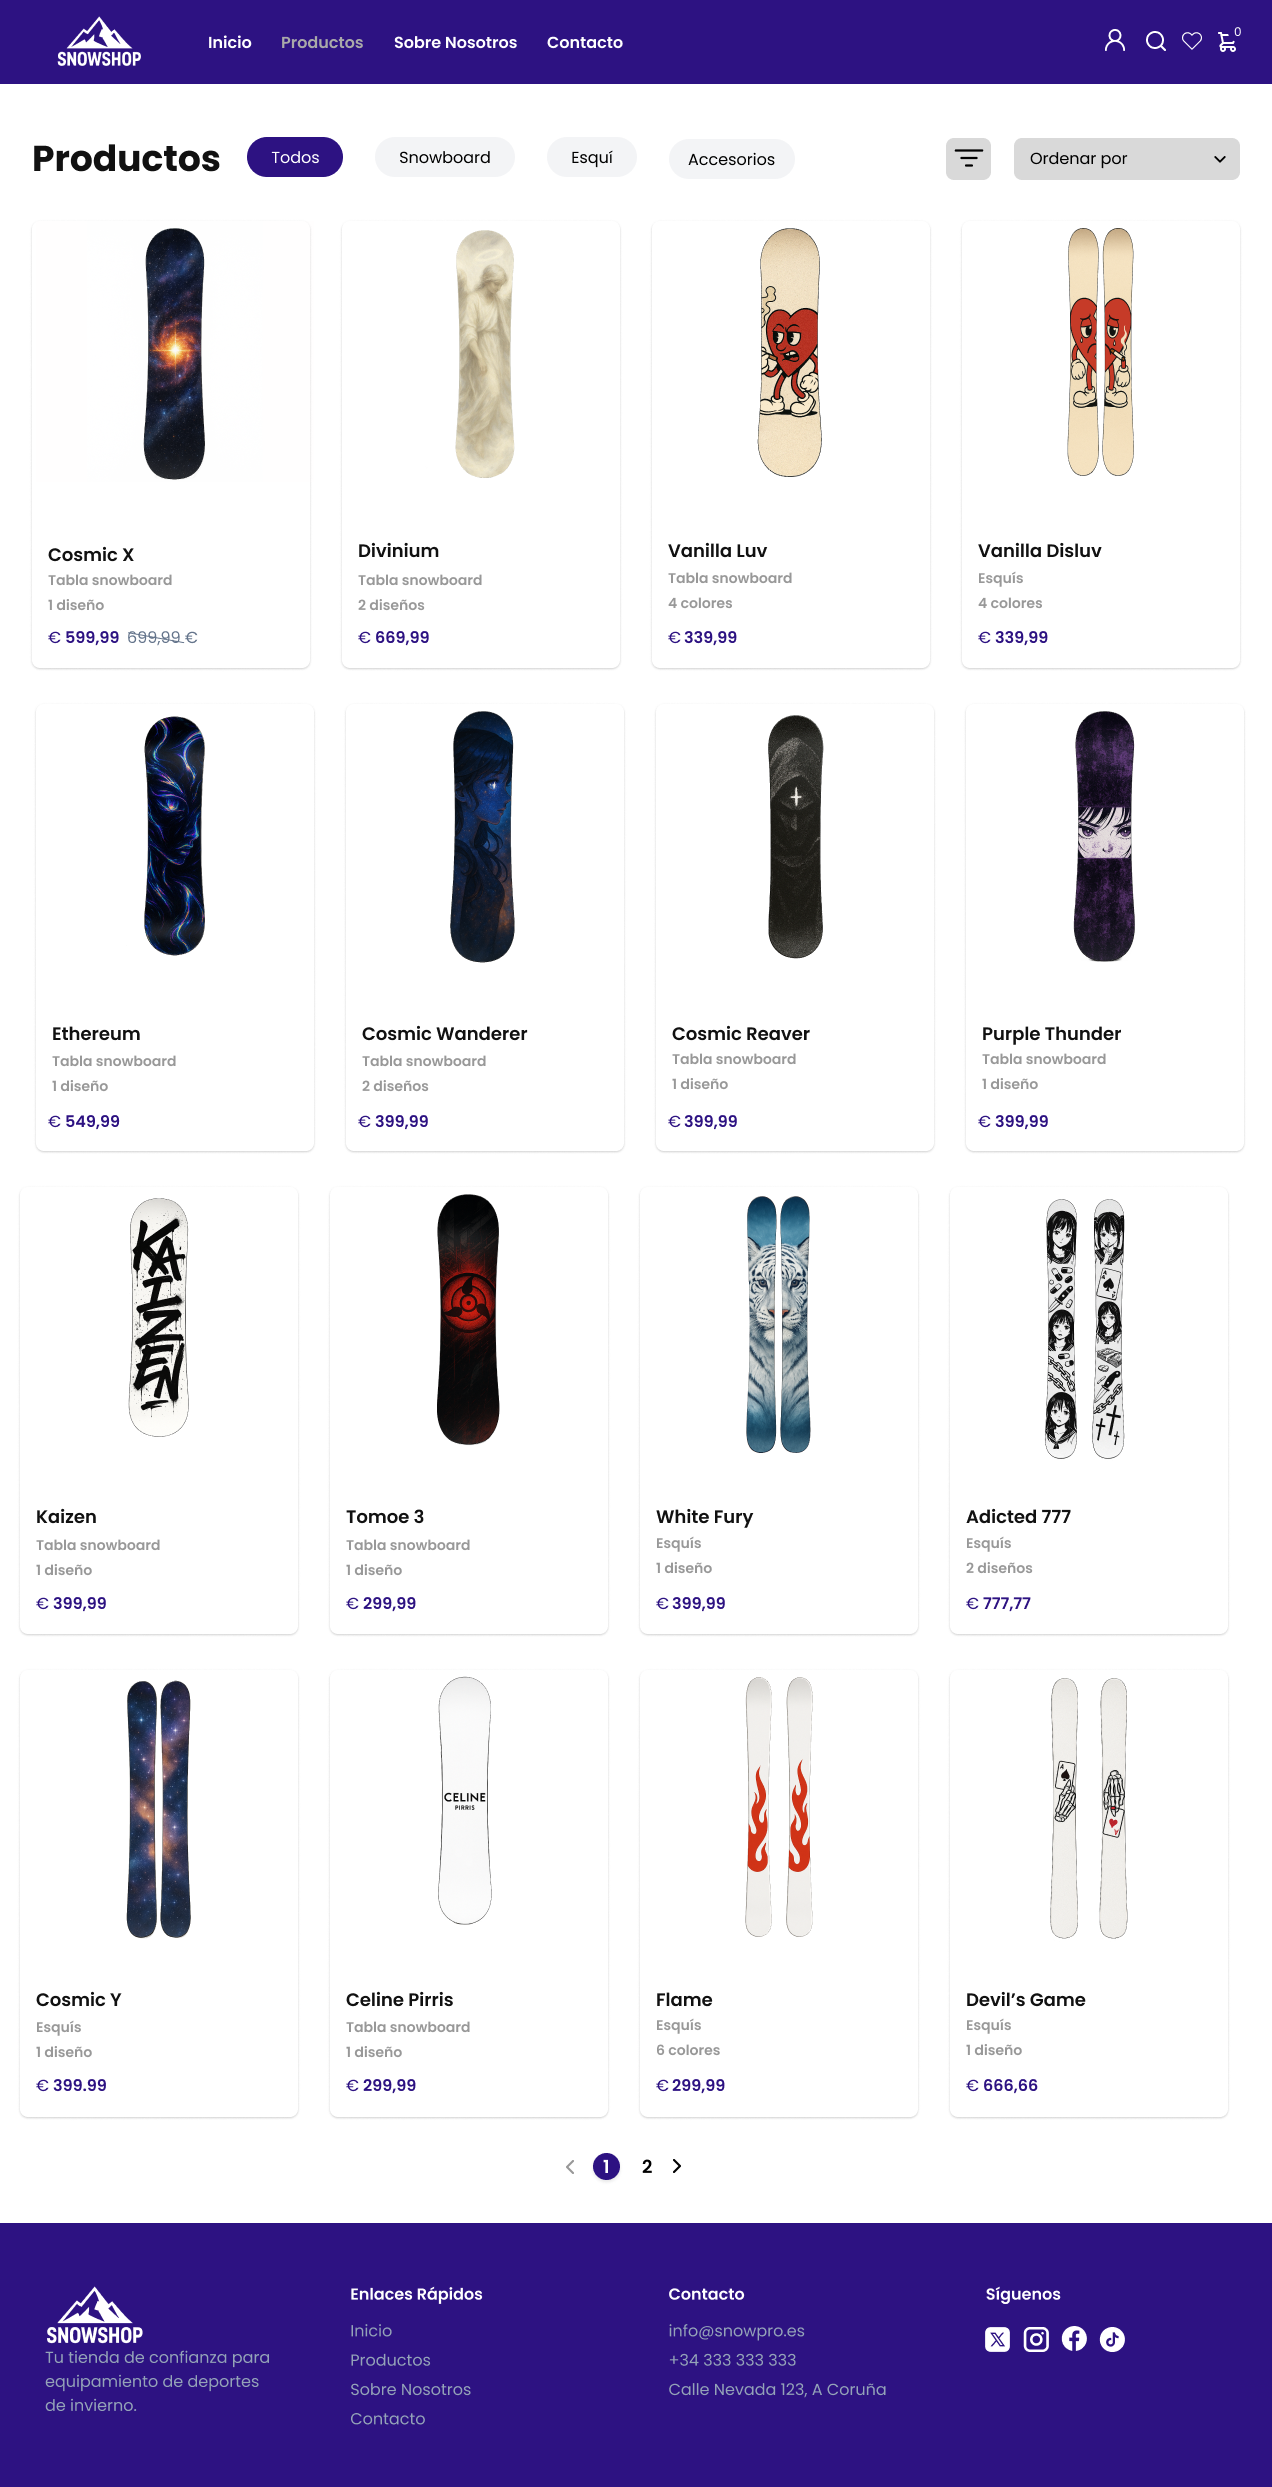 SNOWSHOP
Inicio Productos Sobre Nosotros Contacto
0
Productos
Todos Snowboard Esquí Accesorios
Ordenar por
Cosmic X
Tabla snowboard
1 diseño
€ 599,99 699,99 €
Divinium
Tabla snowboard
2 diseños
€ 669,99
Vanilla Luv
Tabla snowboard
4 colores
€ 339,99
Vanilla Disluv
Esquís
4 colores
€ 339,99
Ethereum
Tabla snowboard
1 diseño
€ 549,99
Cosmic Wanderer
Tabla snowboard
2 diseños
€ 399,99
Cosmic Reaver
Tabla snowboard
1 diseño
€ 399,99
Purple Thunder
Tabla snowboard
1 diseño
€ 399,99
KAIZEN
Kaizen
Tabla snowboard
1 diseño
€ 399,99
Tomoe 3
Tabla snowboard
1 diseño
€ 299,99
White Fury
Esquís
1 diseño
€ 399,99
A
A
Adicted 777
Esquís
2 diseños
€ 777,77
Cosmic Y
Esquís
1 diseño
€ 399.99
CELINE
PIRRIS
Celine Pirris
Tabla snowboard
1 diseño
€ 299,99
Flame
Esquís
6 colores
€ 299,99
A
A
Devil’s Game
Esquís
1 diseño
€ 666,66
1 2
SNOWSHOP
Tu tienda de confianza para
equipamiento de deportes
de invierno.
Enlaces Rápidos
Inicio
Productos
Sobre Nosotros
Contacto
Contacto
info@snowpro.es
+34 333 333 333
Calle Nevada 123, A Coruña
Síguenos